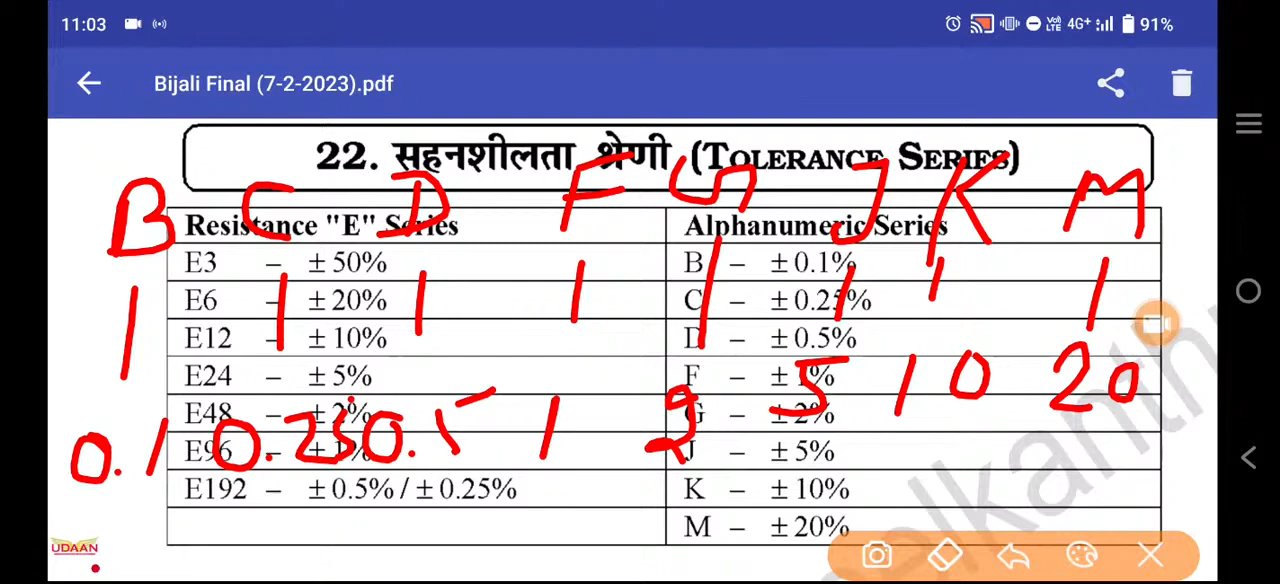 11:03 VoLTE 4G+ 91%
Bijali Final (7-2-2023).pdf
22. सहनशीलता श्रेणी (TOLERANCE SERIES)
B C D F G J K M
Resistance "E" Series Alphanumeric Series
E3 – ± 50% B – ± 0.1%
E6 – ± 20% C – ± 0.25%
E12 – ± 10% D – ± 0.5%
E24 – ± 5% F – ± 1%
E48 – ± 2% G – ± 2%
E96 – ± 1% J – ± 5%
0.1 0.25 0.5 1 2 5 10 20
E192 – ± 0.5% / ± 0.25% K – ± 10%
M – ± 20%
UDAAN